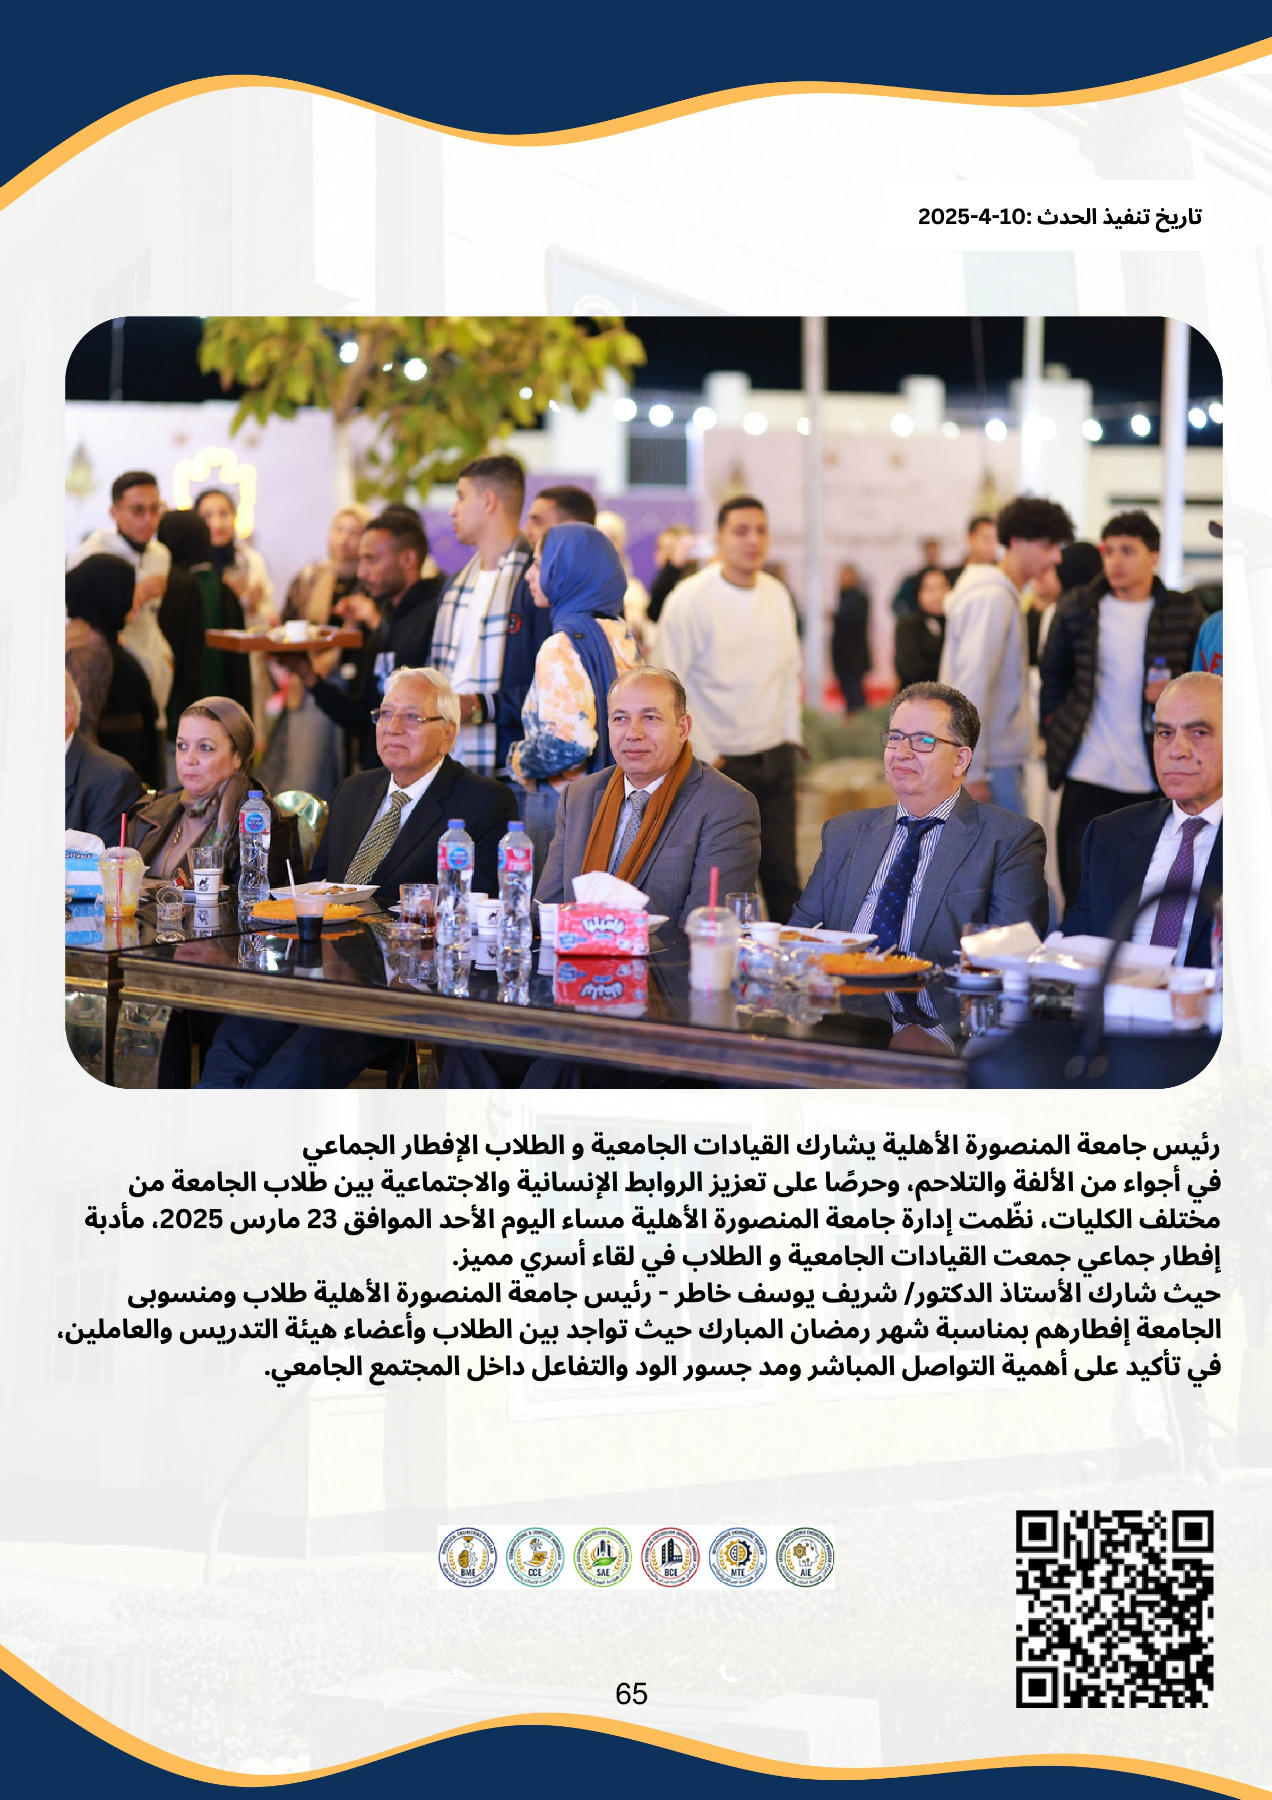 تاريخ تنفيذ الحدث :10-4-2025
رئيس جامعة المنصورة الأهلية يشارك القيادات الجامعية و الطلاب الإفطار الجماعي
في أجواء من الألفة والتلاحم، وحرصًا على تعزيز الروابط الإنسانية والاجتماعية بين طلاب الجامعة من
مختلف الكليات، نظّمت إدارة جامعة المنصورة الأهلية مساء اليوم الأحد الموافق 23 مارس 2025، مأدبة
إفطار جماعي جمعت القيادات الجامعية و الطلاب في لقاء أسري مميز.
حيث شارك الأستاذ الدكتور/ شريف يوسف خاطر - رئيس جامعة المنصورة الأهلية طلاب ومنسوبى
الجامعة إفطارهم بمناسبة شهر رمضان المبارك حيث تواجد بين الطلاب وأعضاء هيئة التدريس والعاملين،
في تأكيد على أهمية التواصل المباشر ومد جسور الود والتفاعل داخل المجتمع الجامعي.
BME CCE SAE BCE MTE AIE
65